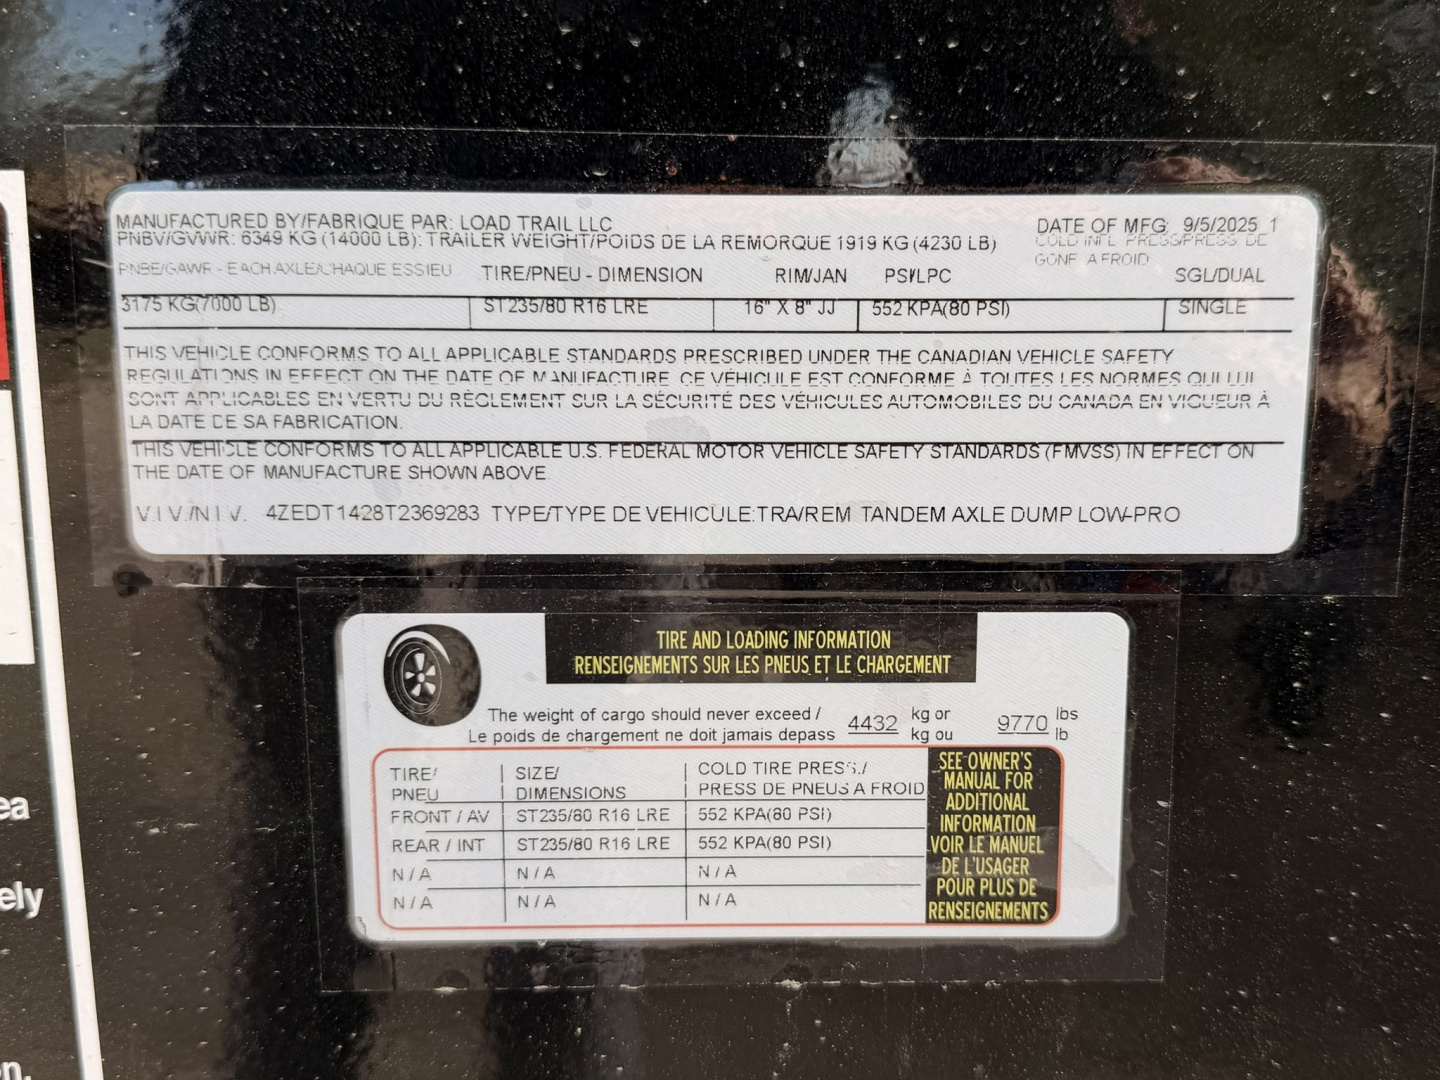 MANUFACTURED BY/FABRIQUE PAR: LOAD TRAIL LLC
DATE OF MFG: 9/5/2025 1
PNBV/GVWR: 6349 KG (14000 LB): TRAILER WEIGHT/POIDS DE LA REMORQUE 1919 KG (4230 LB)
COLD INFL PRESS/PRESS DE
GONF A FROID
PNBE/GAWR - EACH AXLE/CHAQUE ESSIEU TIRE/PNEU - DIMENSION RIM/JAN PSI/LPC SGL/DUAL
3175 KG(7000 LB) ST235/80 R16 LRE 16" X 8" JJ 552 KPA(80 PSI) SINGLE
THIS VEHICLE CONFORMS TO ALL APPLICABLE STANDARDS PRESCRIBED UNDER THE CANADIAN VEHICLE SAFETY
REGULATIONS IN EFFECT ON THE DATE OF MANUFACTURE CE VÉHICULE EST CONFORME À TOUTES LES NORMES QUI LUI
SONT APPLICABLES EN VERTU DU RÈGLEMENT SUR LA SÉCURITÉ DES VÉHICULES AUTOMOBILES DU CANADA EN VIGUEUR À
LA DATE DE SA FABRICATION.
THIS VEHICLE CONFORMS TO ALL APPLICABLE U.S. FEDERAL MOTOR VEHICLE SAFETY STANDARDS (FMVSS) IN EFFECT ON
THE DATE OF MANUFACTURE SHOWN ABOVE
V.I V./N I V. 4ZEDT1428T2369283 TYPE/TYPE DE VEHICULE:TRA/REM TANDEM AXLE DUMP LOW-PRO
TIRE AND LOADING INFORMATION
RENSEIGNEMENTS SUR LES PNEUS ET LE CHARGEMENT
The weight of cargo should never exceed / 4432 kg or 9770 lbs
Le poids de chargement ne doit jamais depass kg ou lb
TIRE/ SIZE/ COLD TIRE PRESS./
PNEU DIMENSIONS PRESS DE PNEUS A FROID
FRONT / AV ST235/80 R16 LRE 552 KPA(80 PSI)
REAR / INT ST235/80 R16 LRE 552 KPA(80 PSI)
N / A N / A N / A
N / A N / A N / A
SEE OWNER'S
MANUAL FOR
ADDITIONAL
INFORMATION
VOIR LE MANUEL
DE L'USAGER
POUR PLUS DE
RENSEIGNEMENTS
ea
ely
on.